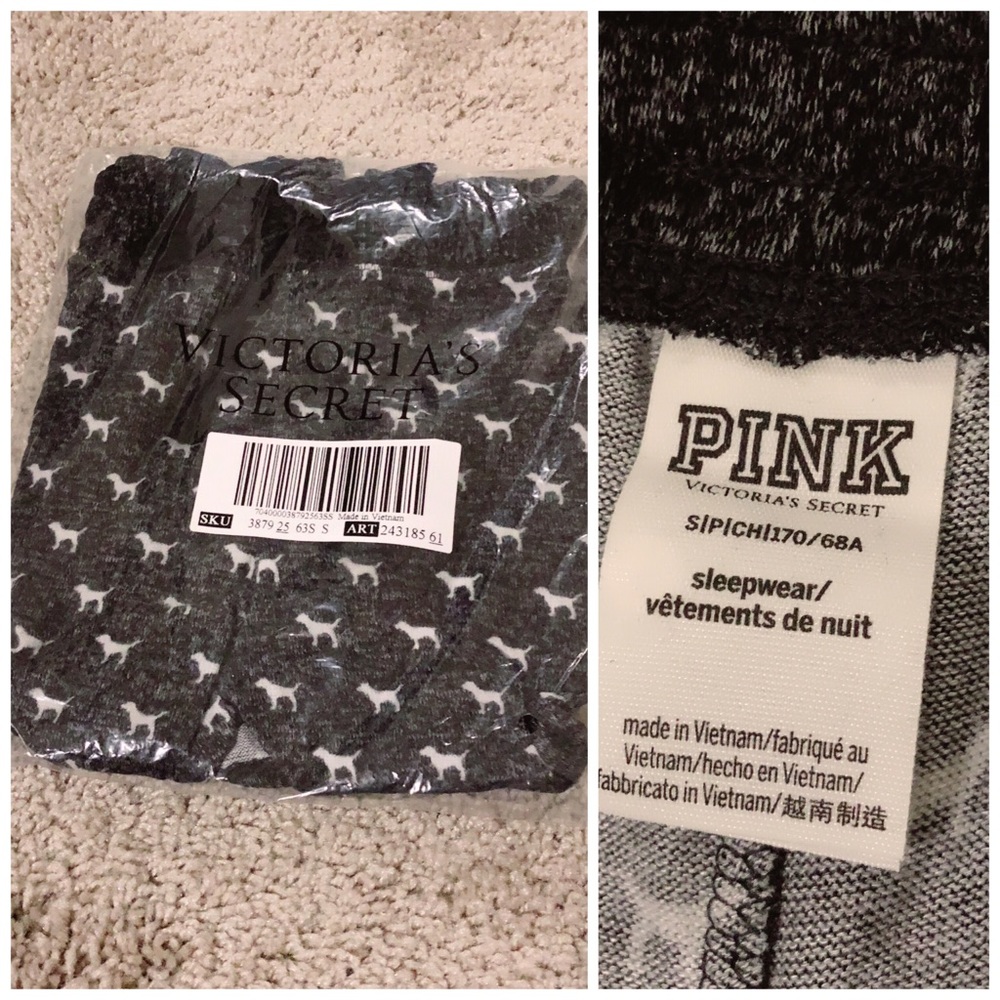 VICTORIA'S
SECRET
704000038792563SS Made in Vietnam
SKU 3879 25 63S S ART 243185 61
PINK
VICTORIA'S SECRET
S|P|CH|170/68A
sleepwear/
vêtements de nuit
made in Vietnam/fabriqué au
Vietnam/hecho en Vietnam/
fabbricato in Vietnam/越南制造